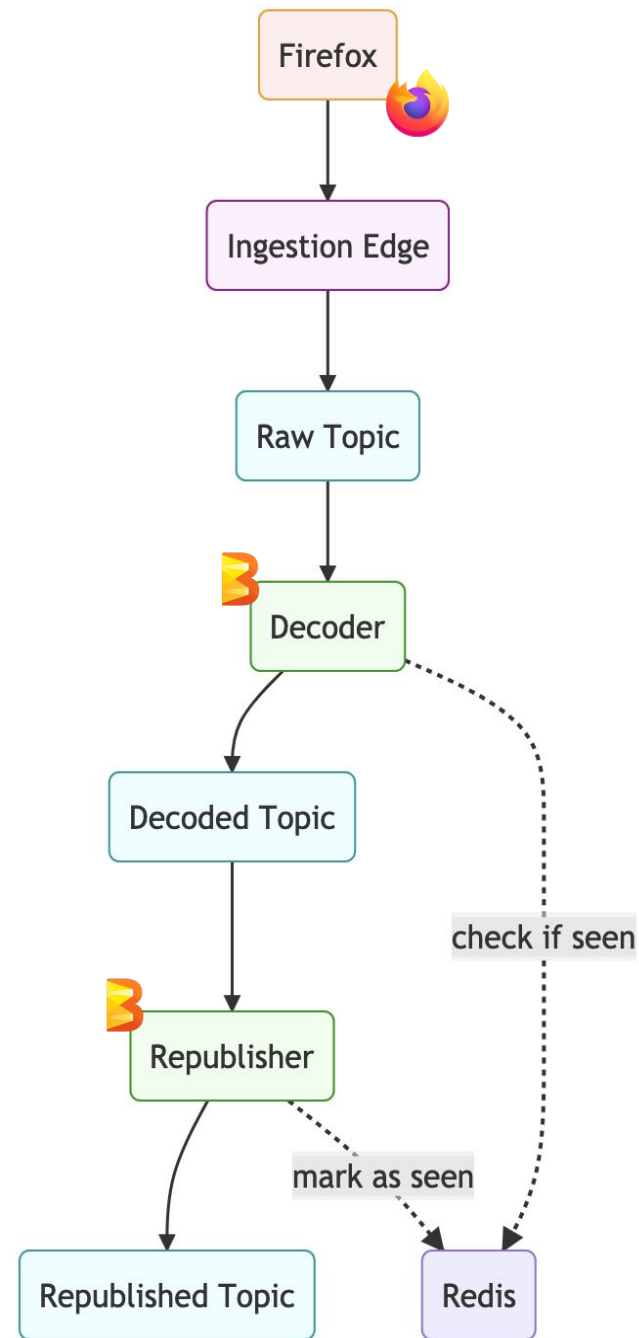 Firefox
Ingestion Edge
Raw Topic
Decoder
Decoded Topic
check if seen
Republisher
mark as seen
Republished Topic
Redis